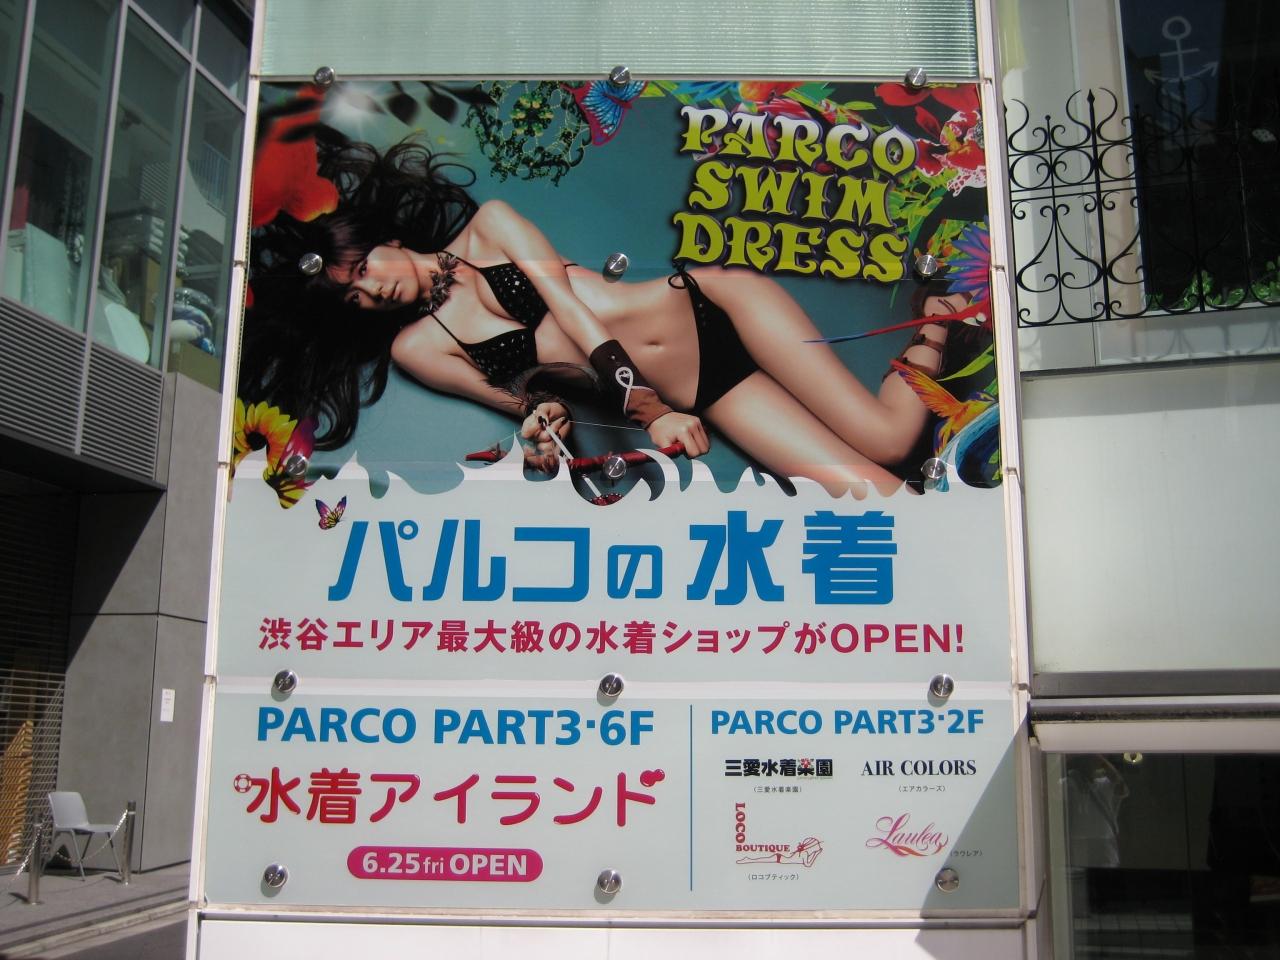 PARCO
SWIM
DRESS
パルコの水着
渋谷エリア最大級の水着ショップがOPEN!
PARCO PART3・6F
水着アイランド
6.25fri OPEN
PARCO PART3・2F
三愛水着楽園
(三愛水着楽園)
AIR COLORS
(エアカラーズ)
LOCO BOUTIQUE
(ロコブティック)
Laulea
(ラウレア)